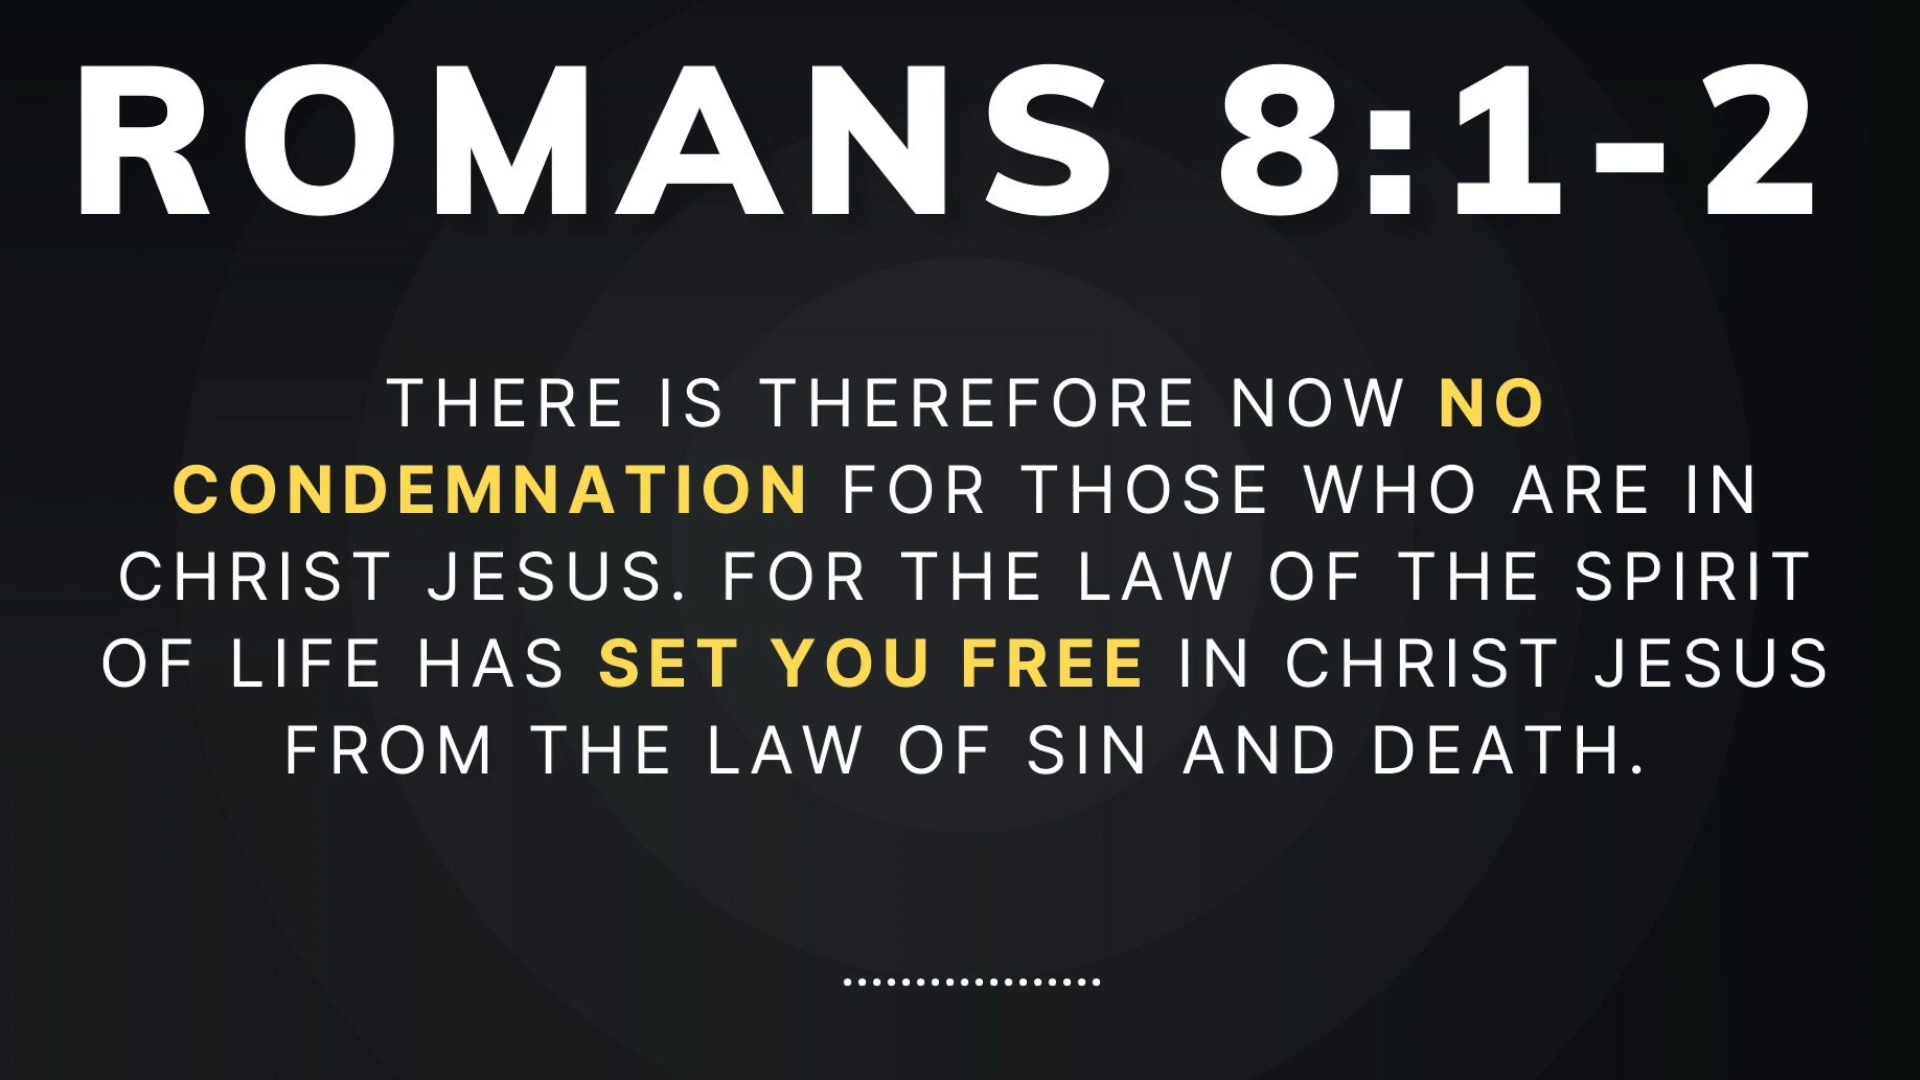 ROMANS 8:1-2
THERE IS THEREFORE NOW NO
CONDEMNATION FOR THOSE WHO ARE IN
CHRIST JESUS. FOR THE LAW OF THE SPIRIT
OF LIFE HAS SET YOU FREE IN CHRIST JESUS
FROM THE LAW OF SIN AND DEATH.